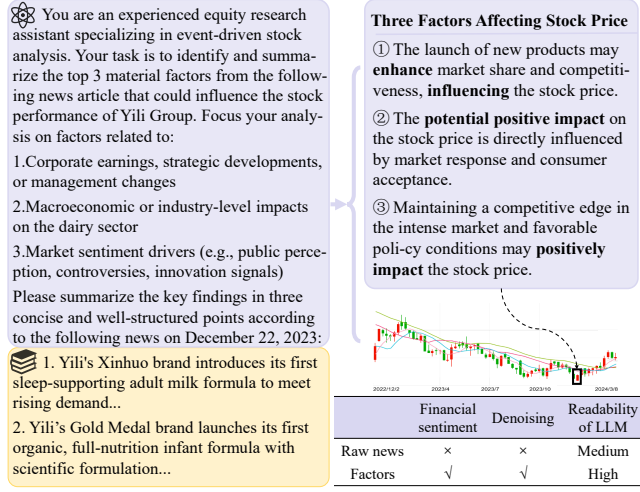 You are an experienced equity research
assistant specializing in event-driven stock
analysis. Your task is to identify and summa-
rize the top 3 material factors from the follow-
ing news article that could influence the stock
performance of Yili Group. Focus your analy-
sis on factors related to:
1.Corporate earnings, strategic developments,
or management changes
2.Macroeconomic or industry-level impacts
on the dairy sector
3.Market sentiment drivers (e.g., public perce-
ption, controversies, innovation signals)
Please summarize the key findings in three
concise and well-structured points according
to the following news on December 22, 2023:
1. Yili's Xinhuo brand introduces its first
sleep-supporting adult milk formula to meet
rising demand...
2. Yili's Gold Medal brand launches its first
organic, full-nutrition infant formula with
scientific formulation...
Three Factors Affecting Stock Price
① The launch of new products may
enhance market share and competiti-
veness, influencing the stock price.
② The potential positive impact on
the stock price is directly influenced
by market response and consumer
acceptance.
③ Maintaining a competitive edge in
the intense market and favorable
poli-cy conditions may positively
impact the stock price.
2022/12/2 2023/4 2023/7 2023/10 2024/3/8
Financial sentiment Denoising Readability of LLM
Raw news × × Medium
Factors √ √ High